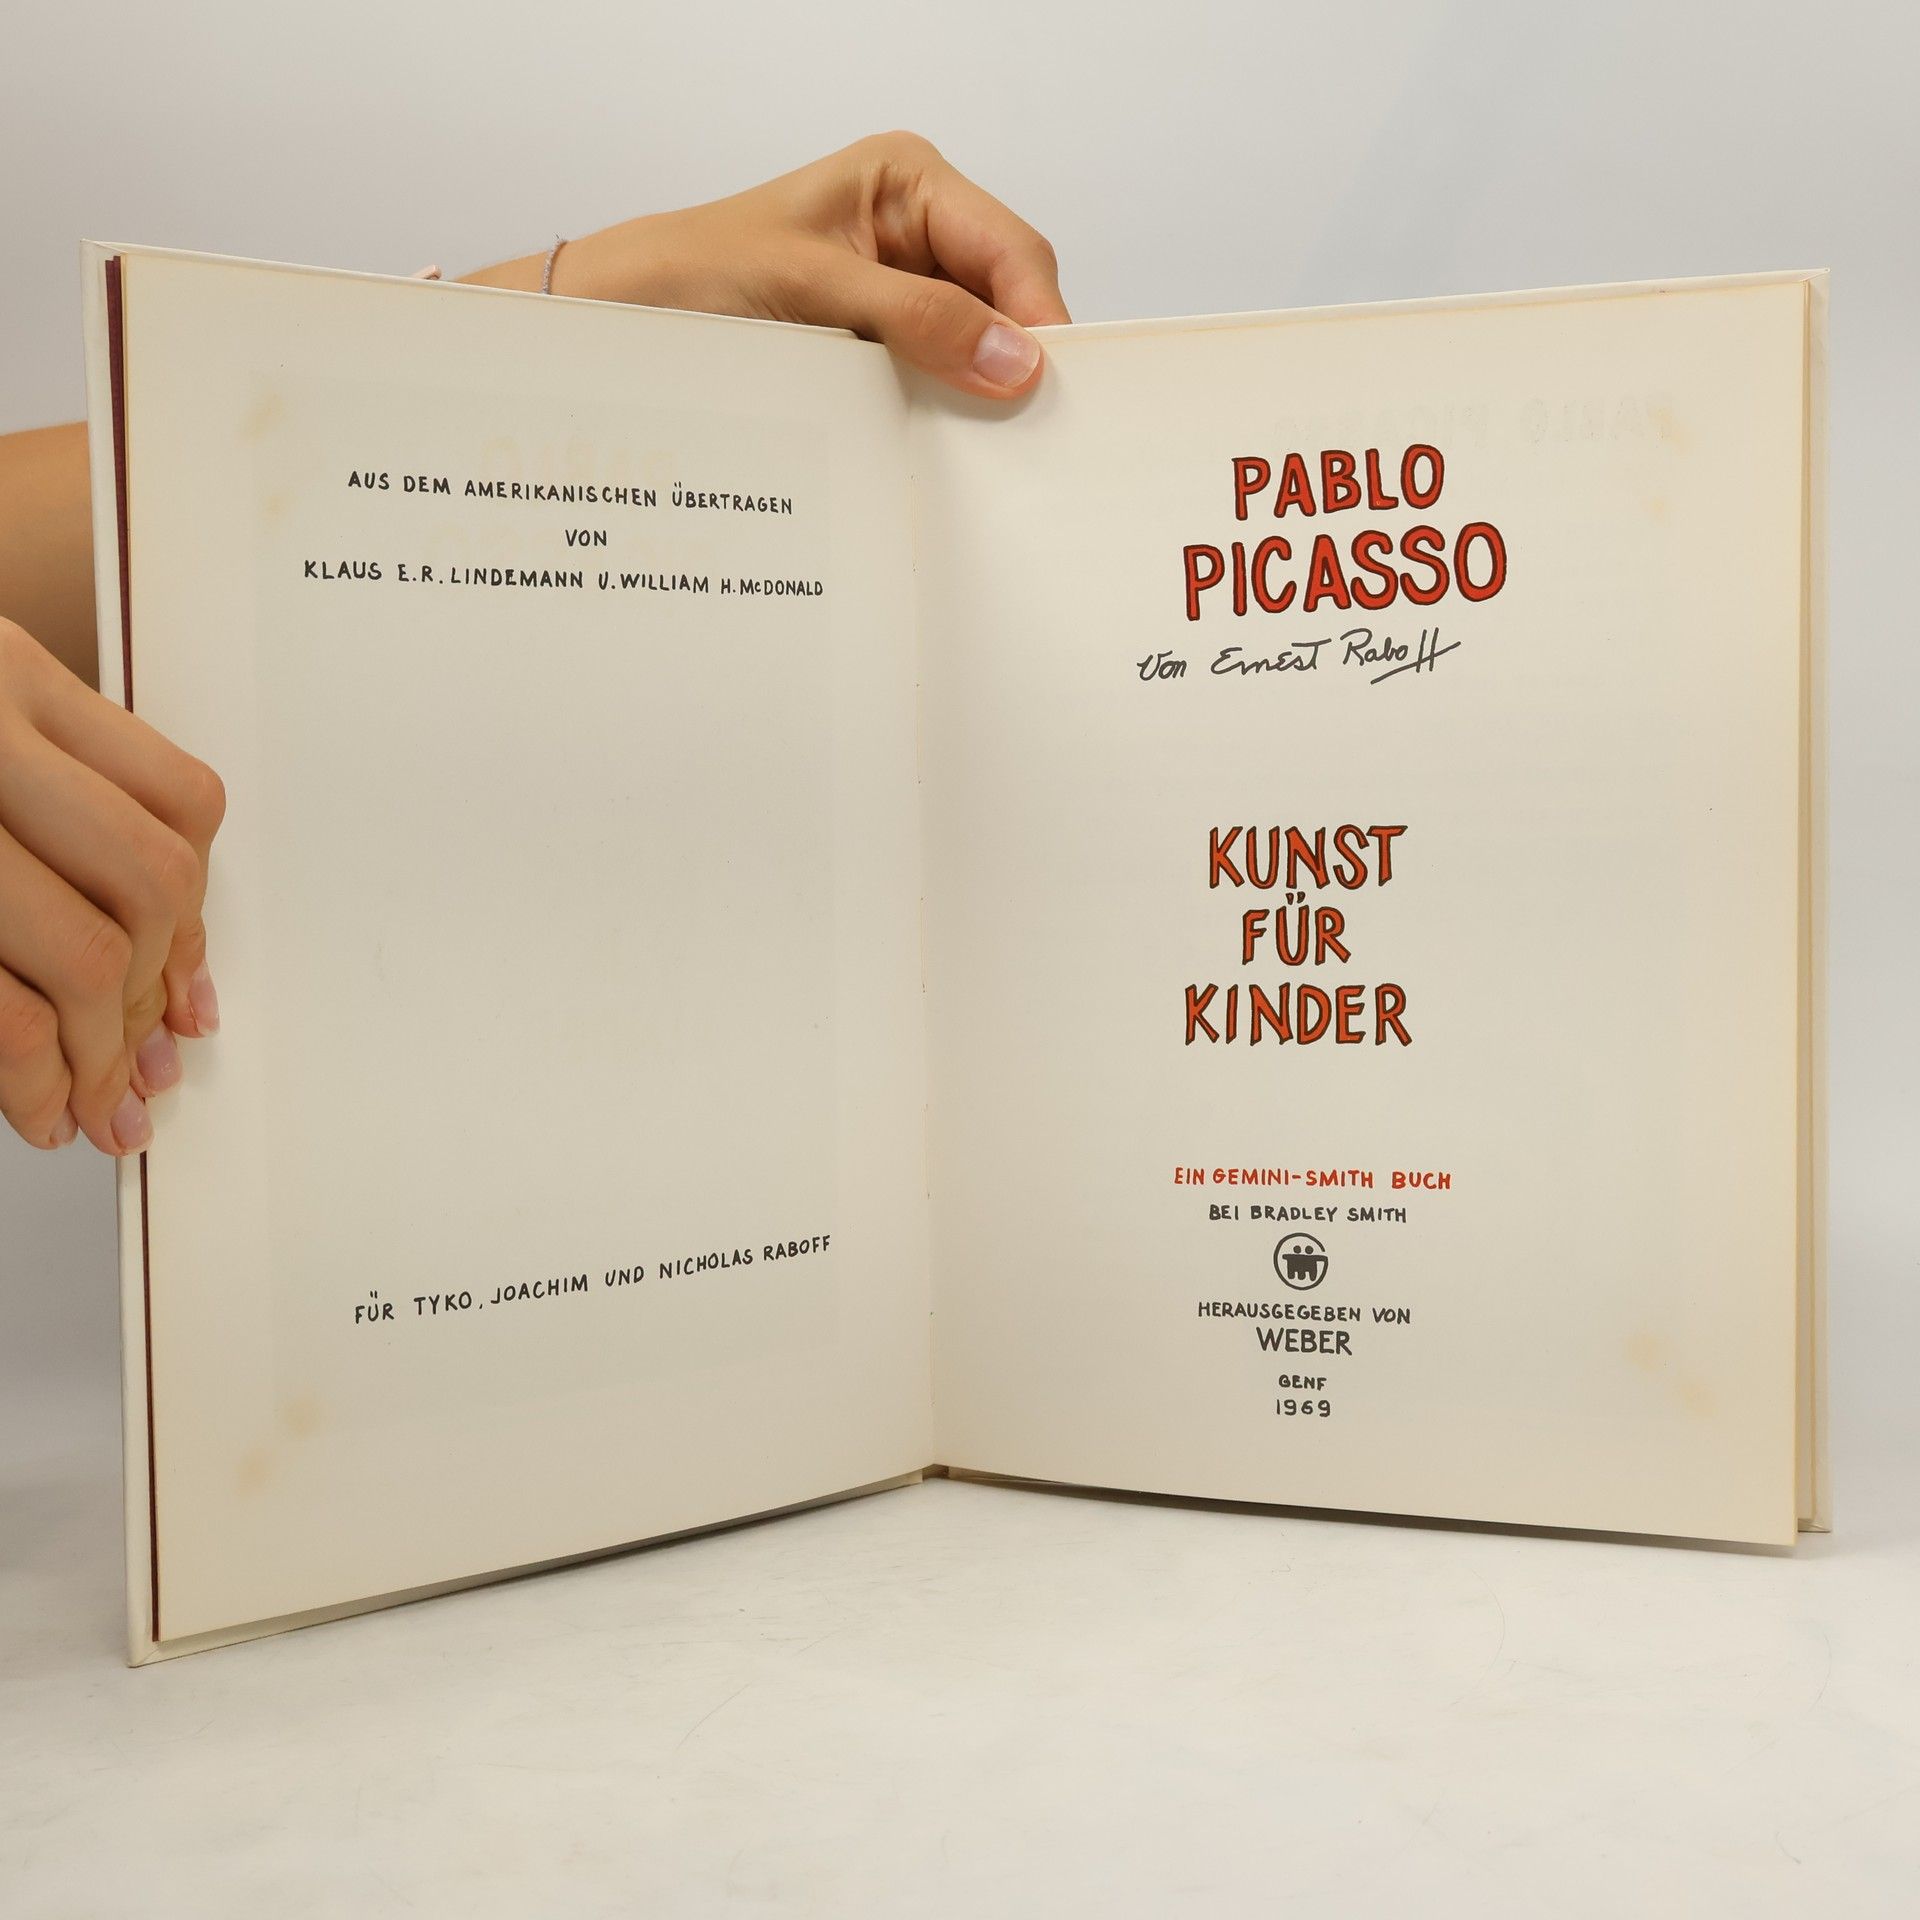 AUS DEM AMERIKANISCHEN ÜBERTRAGEN
VON
KLAUS E.R. LINDEMANN U. WILLIAM H. McDONALD
FÜR TYKO, JOACHIM UND NICHOLAS RABOFF
PABLO
PICASSO
Von Ernest Raboff
KUNST
FÜR
KINDER
EIN GEMINI-SMITH BUCH
BEI BRADLEY SMITH
HERAUSGEGEBEN VON
WEBER
GENF
1969